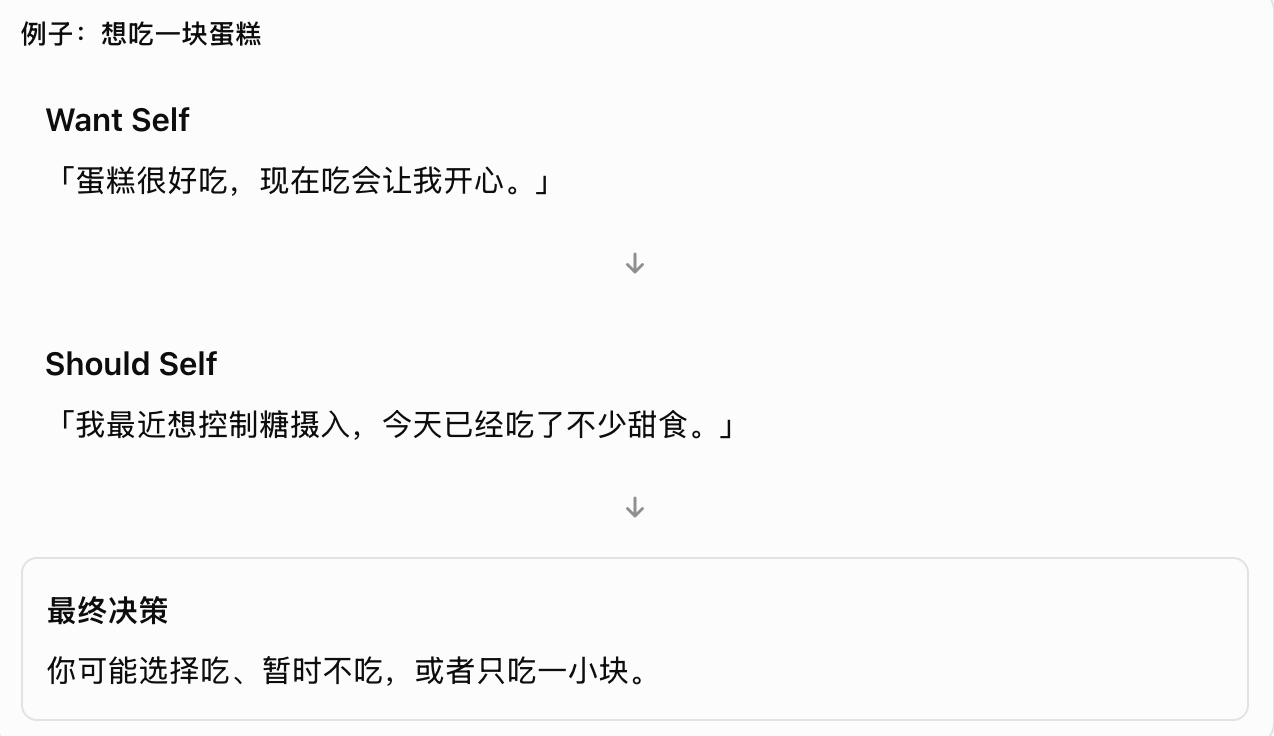 例子：想吃一块蛋糕
Want Self
「蛋糕很好吃，现在吃会让我开心。」
↓
Should Self
「我最近想控制糖摄入，今天已经吃了不少甜食。」
↓
最终决策
你可能选择吃、暂时不吃，或者只吃一小块。